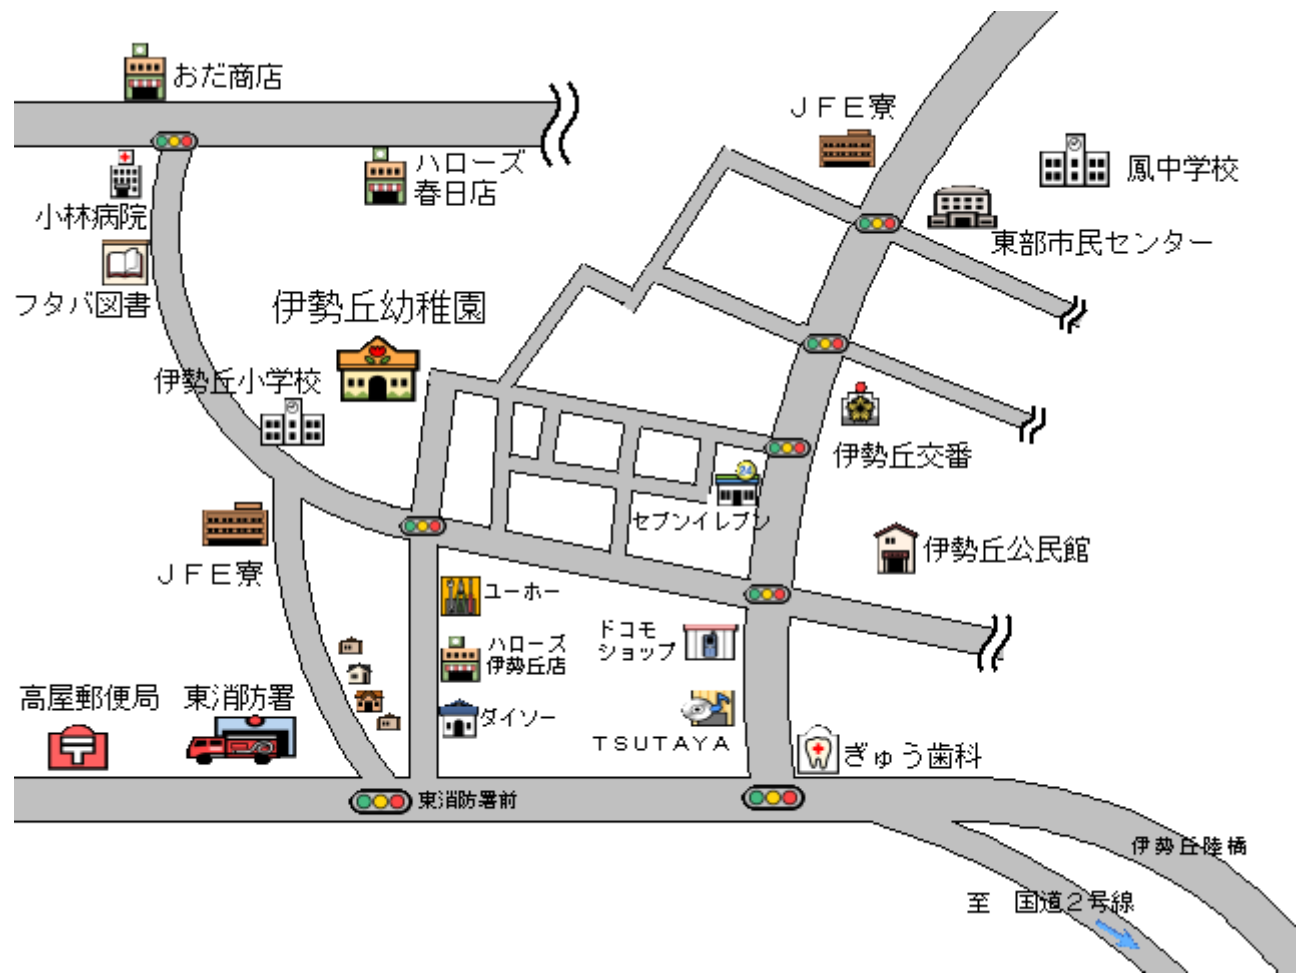 おだ商店
JFE寮
ハローズ
春日店
鳳中学校
小林病院
東部市民センター
フタバ図書
伊勢丘幼稚園
伊勢丘小学校
伊勢丘交番
24
セブンイレブン
伊勢丘公民館
JFE寮
ユーホー
ドコモ
ショップ
ハローズ
伊勢丘店
高屋郵便局
東消防署
ダイソー
TSUTAYA
ぎゅう歯科
東消防署前
伊勢丘陸橋
至 国道2号線